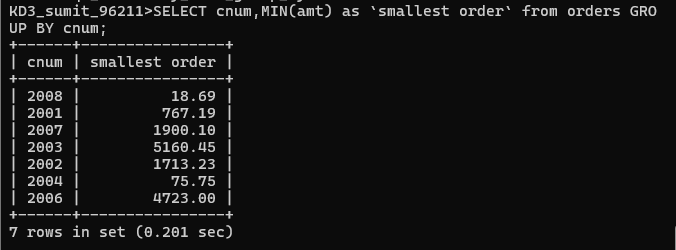 KD3_sumit_96211>SELECT cnum,MIN(amt) as `smallest order` from orders GRO
UP BY cnum;
+------+----------------+
| cnum | smallest order |
+------+----------------+
| 2008 |          18.69 |
| 2001 |         767.19 |
| 2007 |        1900.10 |
| 2003 |        5160.45 |
| 2002 |        1713.23 |
| 2004 |          75.75 |
| 2006 |        4723.00 |
+------+----------------+
7 rows in set (0.201 sec)